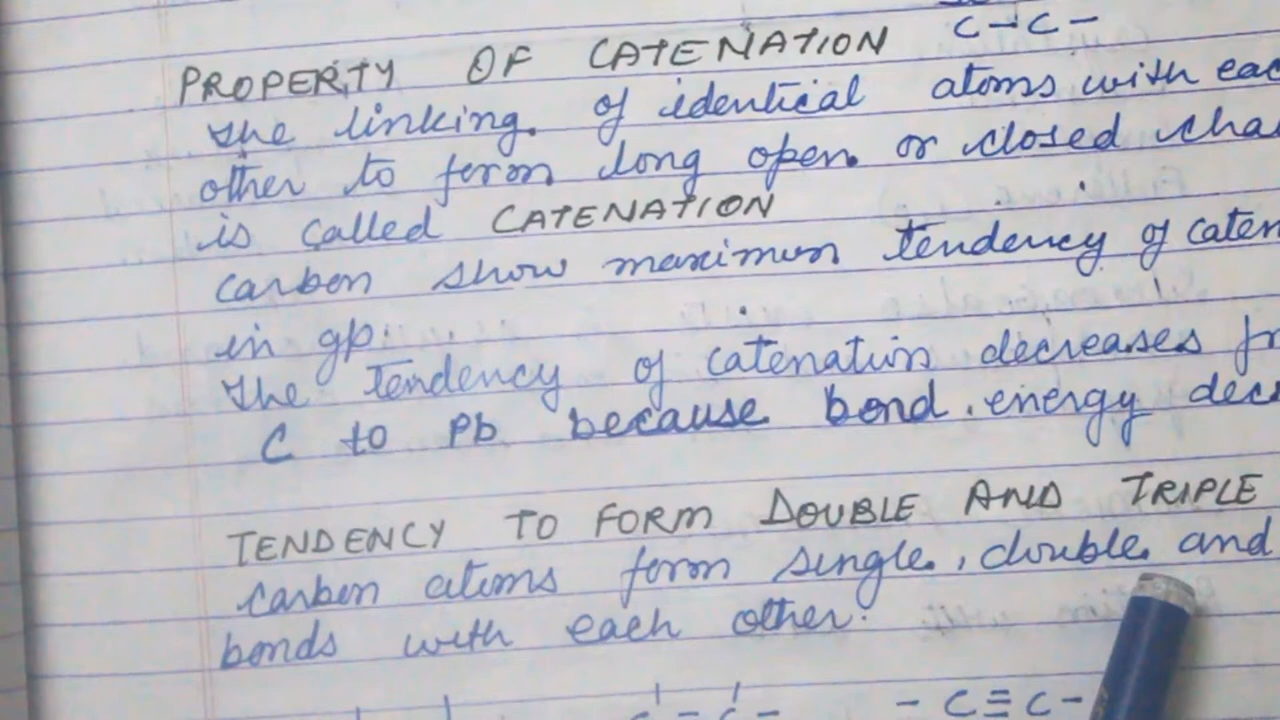 C-C-
PROPERTY OF CATENATION
the linking of identical atoms with eac
other to form long open or closed chai
is called CATENATION
carbon show maximum tendency of caten
in gp.
The tendency of catenation decreases fr
C to Pb because bond energy decr
TENDENCY TO FORM DOUBLE AND TRIPLE
carbon atoms form single, double and
bonds with each other.
- C≡C-